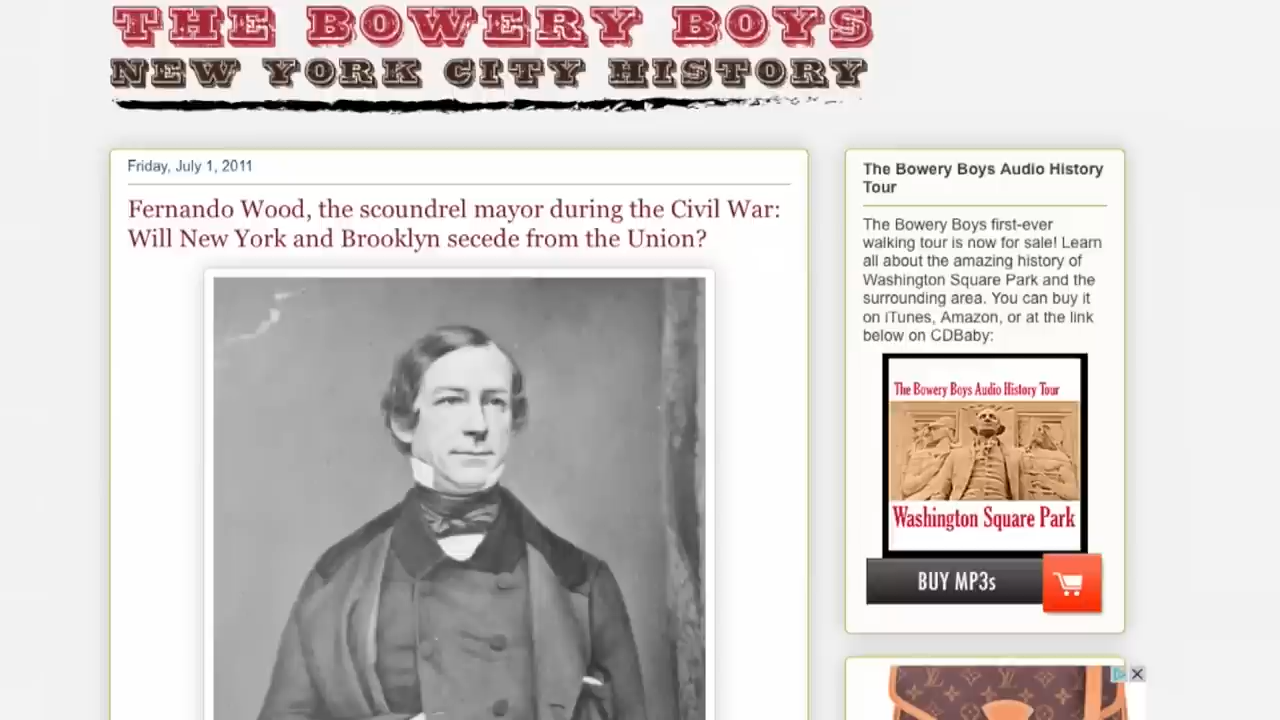 THE BOWERY BOYS
NEW YORK CITY HISTORY
Friday, July 1, 2011
Fernando Wood, the scoundrel mayor during the Civil War:
Will New York and Brooklyn secede from the Union?
The Bowery Boys Audio History
Tour
The Bowery Boys first-ever
walking tour is now for sale! Learn
all about the amazing history of
Washington Square Park and the
surrounding area. You can buy it
on iTunes, Amazon, or at the link
below on CDBaby:
The Bowery Boys Audio History Tour
Washington Square Park
BUY MP3s